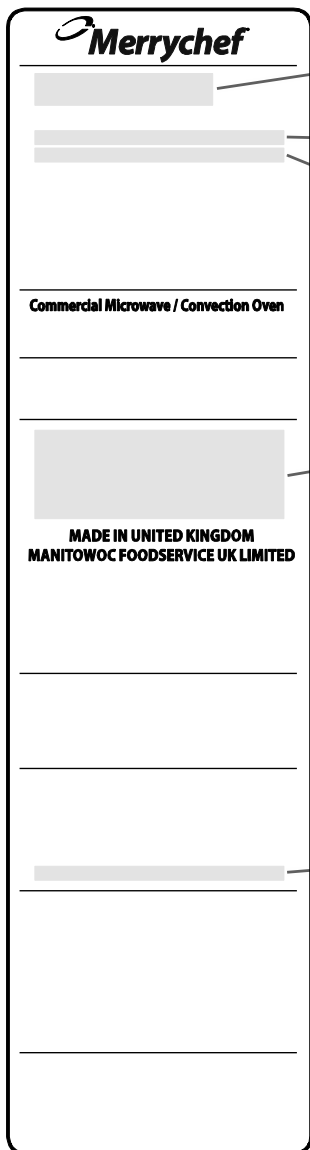 Merrychef
Commercial Microwave / Convection Oven
MADE IN UNITED KINGDOM
MANITOWOC FOODSERVICE UK LIMITED